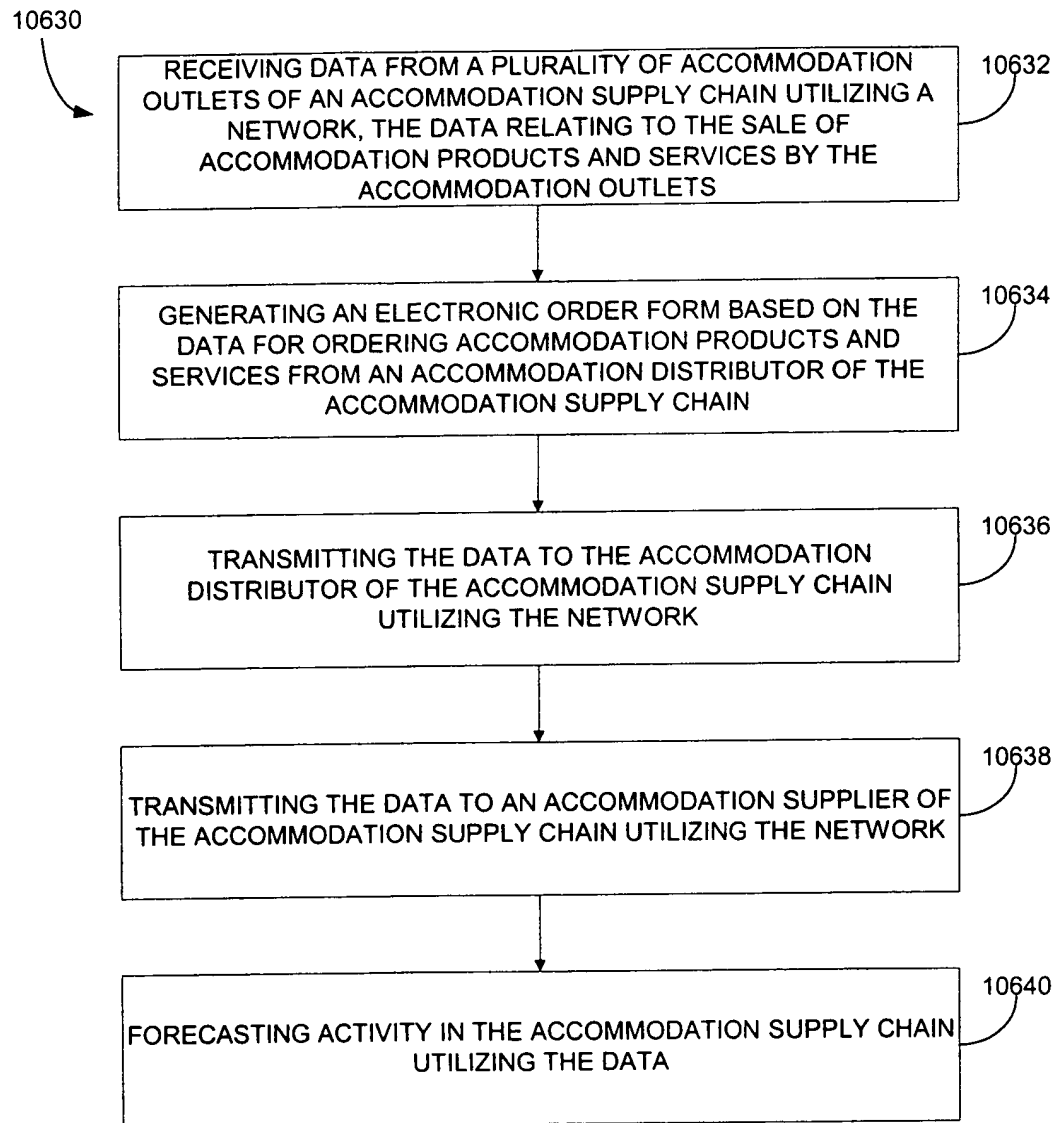 10630
RECEIVING DATA FROM A PLURALITY OF ACCOMMODATION
OUTLETS OF AN ACCOMMODATION SUPPLY CHAIN UTILIZING A
NETWORK, THE DATA RELATING TO THE SALE OF
ACCOMMODATION PRODUCTS AND SERVICES BY THE
ACCOMMODATION OUTLETS
10632
GENERATING AN ELECTRONIC ORDER FORM BASED ON THE
DATA FOR ORDERING ACCOMMODATION PRODUCTS AND
SERVICES FROM AN ACCOMMODATION DISTRIBUTOR OF THE
ACCOMMODATION SUPPLY CHAIN
10634
TRANSMITTING THE DATA TO THE ACCOMMODATION
DISTRIBUTOR OF THE ACCOMMODATION SUPPLY CHAIN
UTILIZING THE NETWORK
10636
TRANSMITTING THE DATA TO AN ACCOMMODATION SUPPLIER OF
THE ACCOMMODATION SUPPLY CHAIN UTILIZING THE NETWORK
10638
FORECASTING ACTIVITY IN THE ACCOMMODATION SUPPLY CHAIN
UTILIZING THE DATA
10640